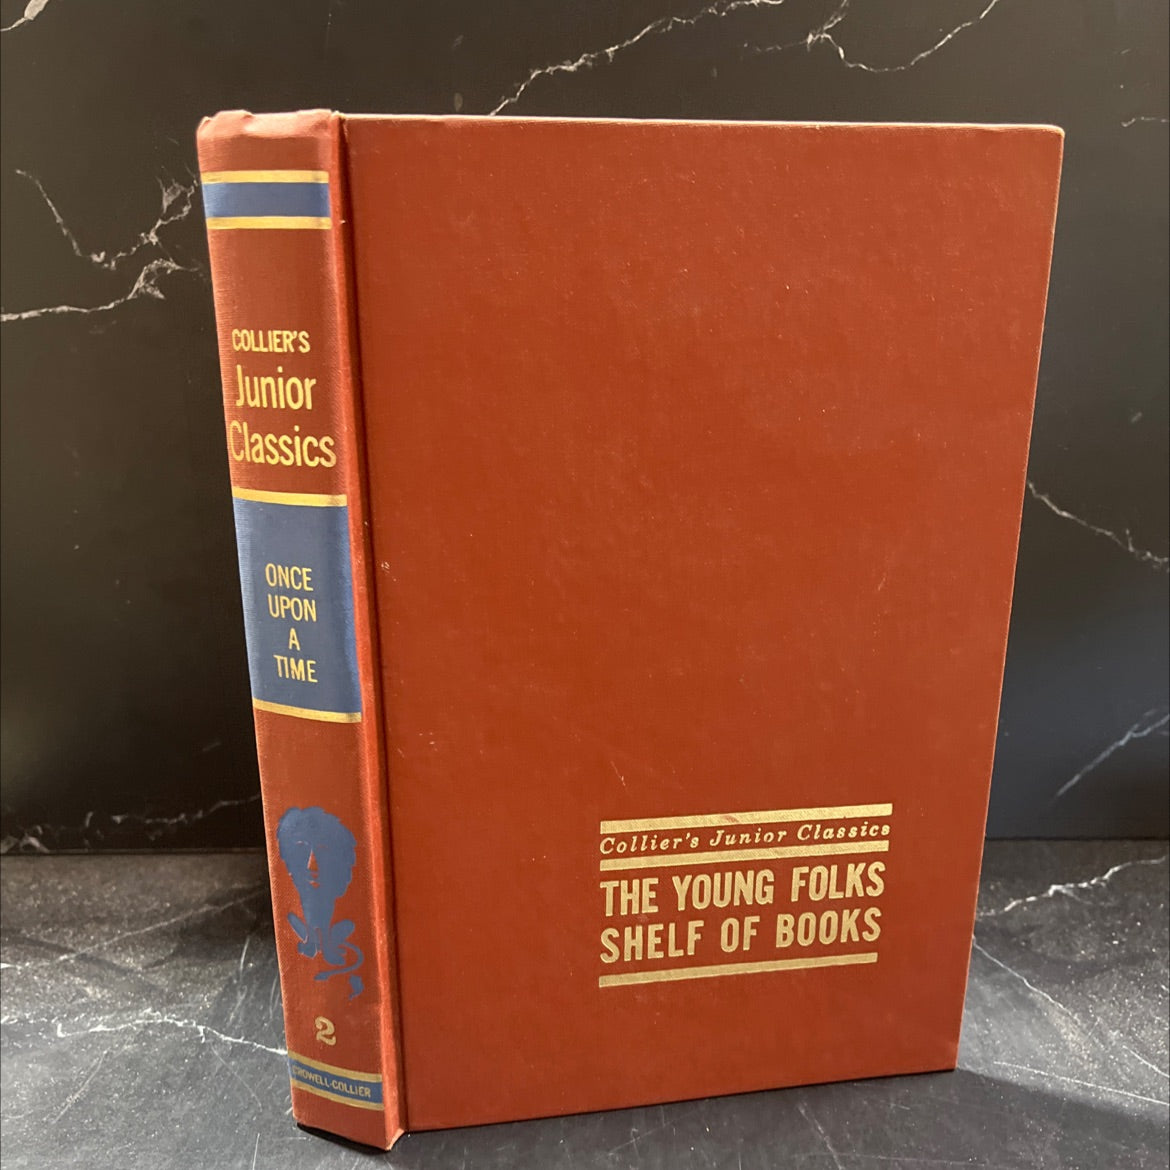 COLLIER'S
Junior
Classics
ONCE
UPON
A
TIME
2
CROWELL-COLLIER
Collier's Junior Classics
THE YOUNG FOLKS
SHELF OF BOOKS